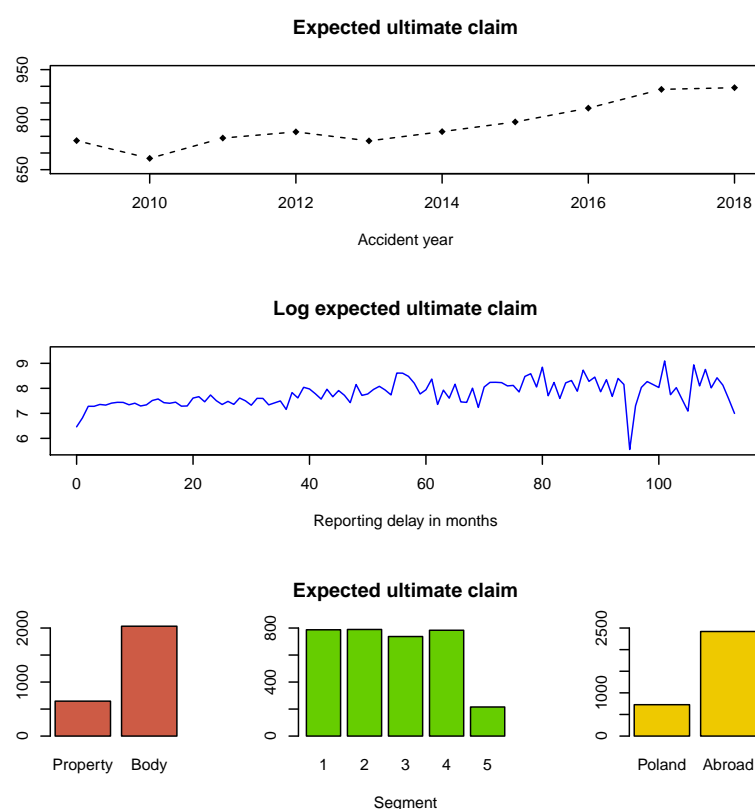 Expected ultimate claim
950
800
650
2010 2012 2014 2016 2018
Accident year
Log expected ultimate claim
9
8
7
6
0 20 40 60 80 100
Reporting delay in months
Expected ultimate claim
2000
1000
0
Property Body
800
400
0
1 2 3 4 5
Segment
2500
1000
0
Poland Abroad